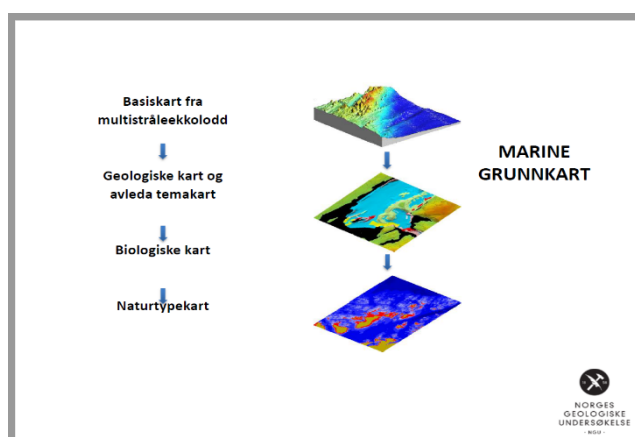 Basiskart fra
multistråleekkolodd
Geologiske kart og
avleda temakart
Biologiske kart
Naturtypekart
MARINE
GRUNNKART
NORGES
GEOLOGISKE
UNDERSØKELSE
- NGU -